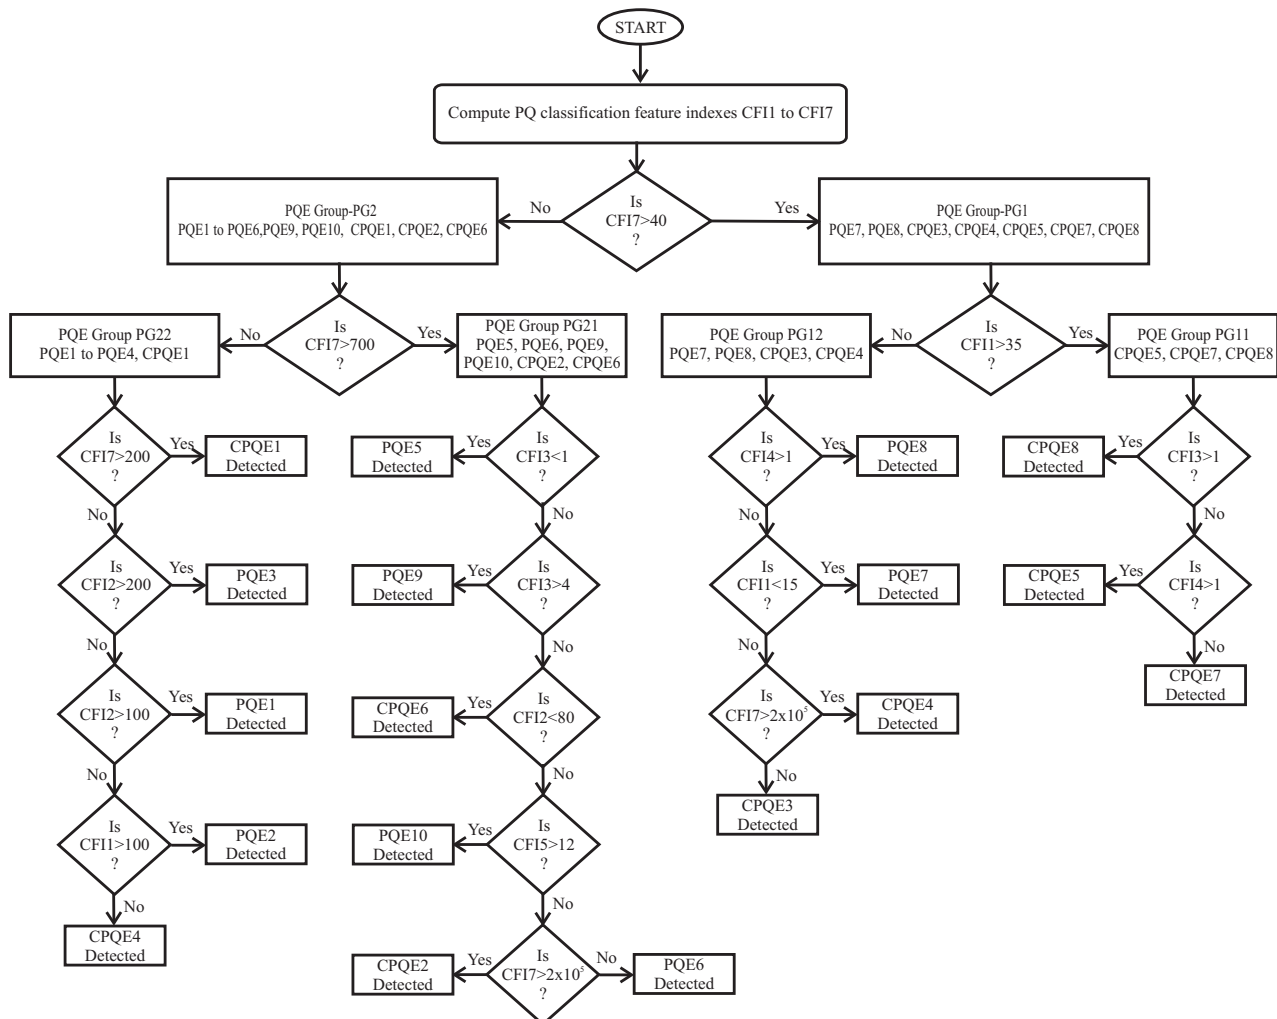 START
Compute PQ classification feature indexes CFI1 to CFI7
Is
CFI7>40
?
No
Yes
PQE Group-PG2
PQE1 to PQE6,PQE9, PQE10, CPQE1, CPQE2, CPQE6
PQE Group-PG1
PQE7, PQE8, CPQE3, CPQE4, CPQE5, CPQE7, CPQE8
Is
CFI7>700
?
No
Yes
PQE Group PG22
PQE1 to PQE4, CPQE1
PQE Group PG21
PQE5, PQE6, PQE9,
PQE10, CPQE2, CPQE6
Is
CFI1>35
?
No
Yes
PQE Group PG12
PQE7, PQE8, CPQE3, CPQE4
PQE Group PG11
CPQE5, CPQE7, CPQE8
Is
CFI7>200
?
Yes
CPQE1
Detected
No
Is
CFI2>200
?
Yes
PQE3
Detected
No
Is
CFI2>100
?
Yes
PQE1
Detected
No
Is
CFI1>100
?
Yes
PQE2
Detected
No
CPQE4
Detected
Is
CFI3<1
?
Yes
PQE5
Detected
No
Is
CFI3>4
?
Yes
PQE9
Detected
No
Is
CFI2<80
?
Yes
CPQE6
Detected
No
Is
CFI5>12
?
Yes
PQE10
Detected
No
Is
CFI7>2x10⁵
?
Yes
CPQE2
Detected
No
PQE6
Detected
Is
CFI4>1
?
Yes
PQE8
Detected
No
Is
CFI1<15
?
Yes
PQE7
Detected
No
Is
CFI7>2x10⁵
?
Yes
CPQE4
Detected
No
CPQE3
Detected
Is
CFI3>1
?
Yes
CPQE8
Detected
No
Is
CFI4>1
?
Yes
CPQE5
Detected
No
CPQE7
Detected